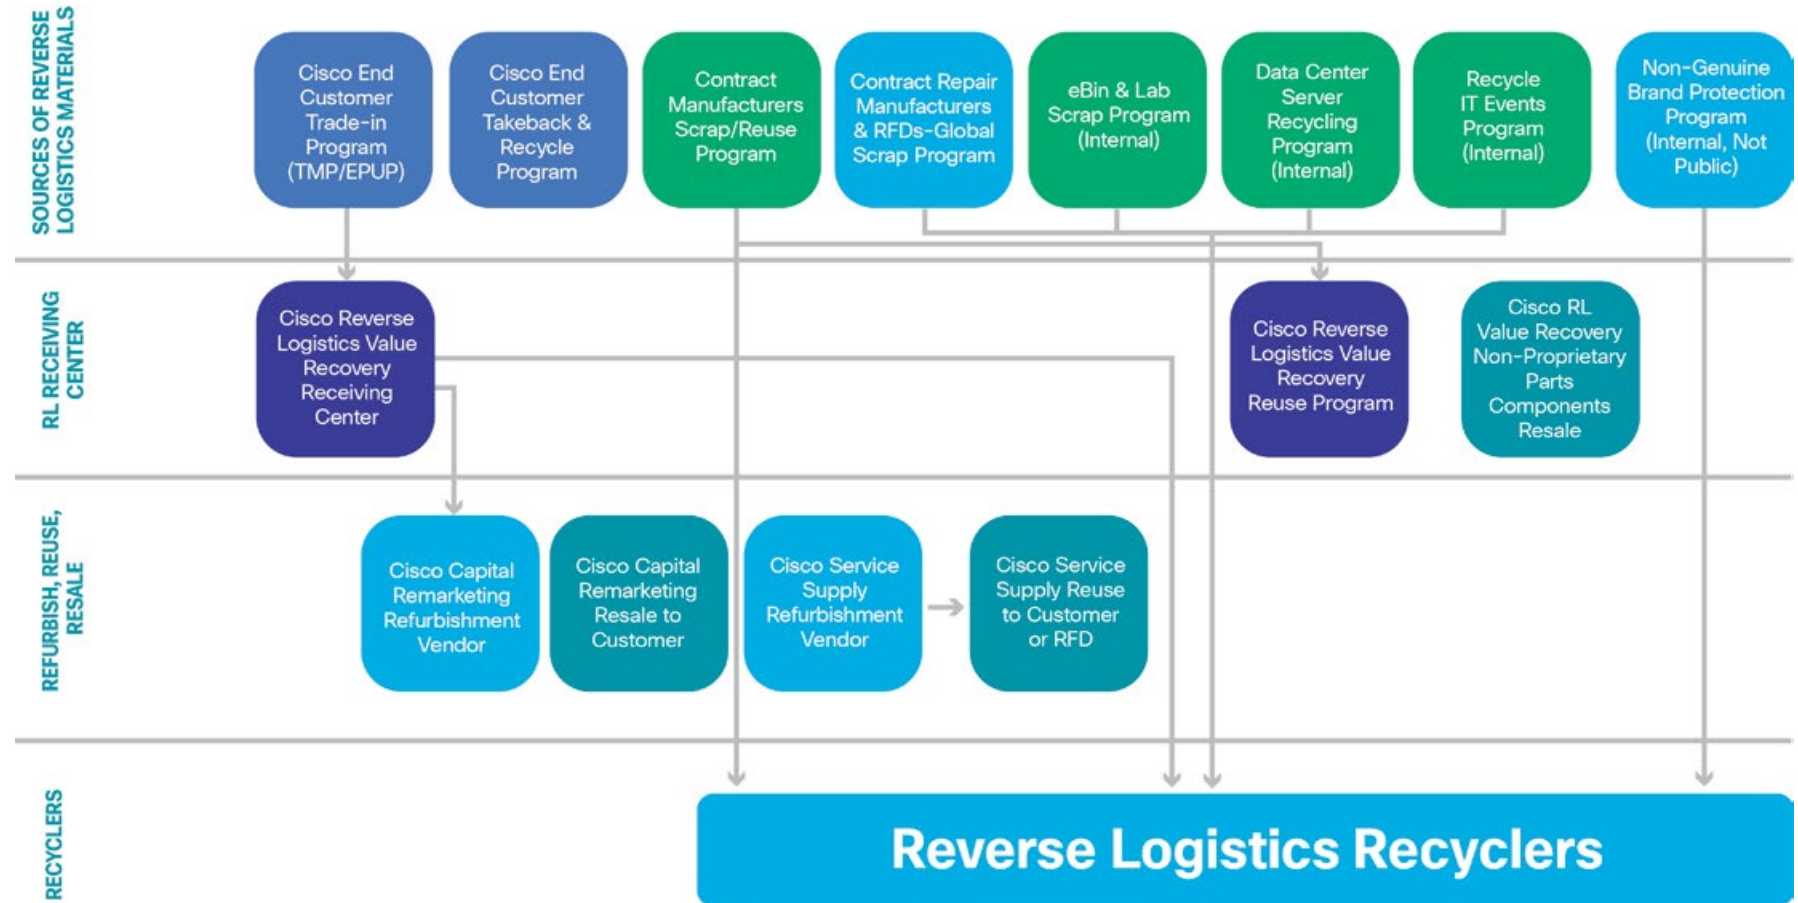 SOURCES OF REVERSE
LOGISTICS MATERIALS
Cisco End
Customer
Trade-in
Program
(TMP/EPUP)
Cisco End
Customer
Takeback &
Recycle
Program
Contract
Manufacturers
Scrap/Reuse
Program
Contract Repair
Manufacturers
& RFDs-Global
Scrap Program
eBin & Lab
Scrap Program
(Internal)
Data Center
Server
Recycling
Program
(Internal)
Recycle
IT Events
Program
(Internal)
Non-Genuine
Brand Protection
Program
(Internal, Not
Public)
RL RECEIVING
CENTER
Cisco Reverse
Logistics Value
Recovery
Receiving
Center
Cisco Reverse
Logistics Value
Recovery
Reuse Program
Cisco RL
Value Recovery
Non-Proprietary
Parts
Components
Resale
REFURBISH, REUSE,
RESALE
Cisco Capital
Remarketing
Refurbishment
Vendor
Cisco Capital
Remarketing
Resale to
Customer
Cisco Service
Supply
Refurbishment
Vendor
Cisco Service
Supply Reuse
to Customer
or RFD
RECYCLERS
Reverse Logistics Recyclers